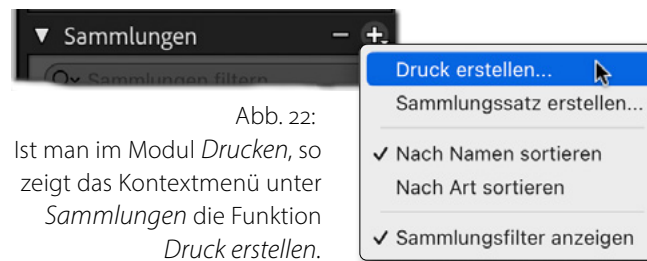 ▼ Sammlungen − +
Sammlungen filtern
Druck erstellen...
Sammlungssatz erstellen...
✓ Nach Namen sortieren
Nach Art sortieren
✓ Sammlungsfilter anzeigen
Abb. 22:
Ist man im Modul Drucken, so
zeigt das Kontextmenü unter
Sammlungen die Funktion
Druck erstellen.